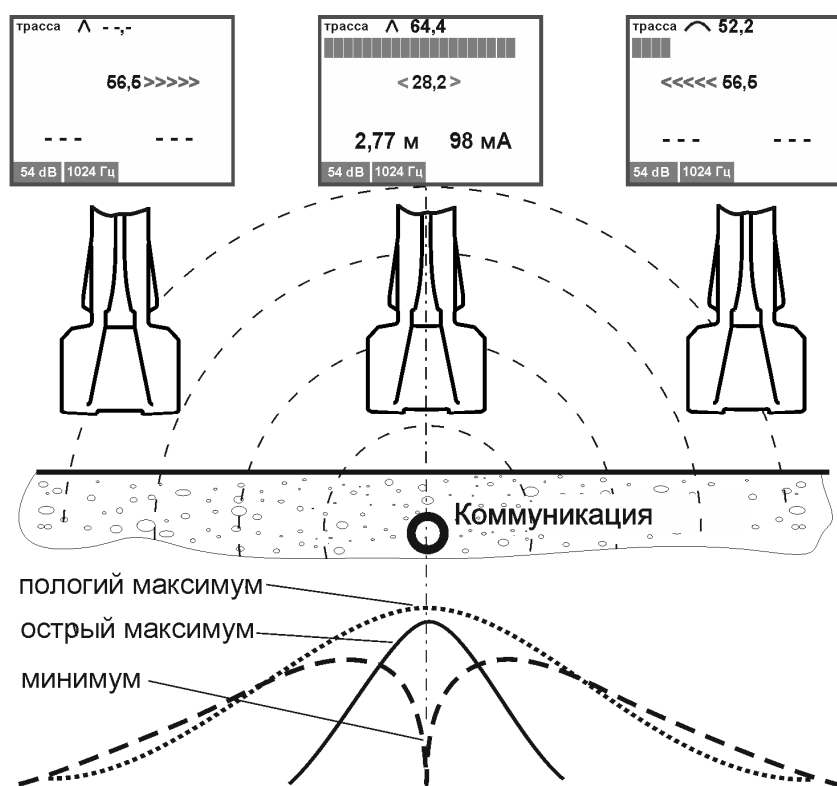 трасса ᐱ - -,-
56,5 >>>>>
- - - - - -
54 dB 1024 Гц
трасса ᐱ 64,4
< 28,2 >
2,77 м 98 мА
54 dB 1024 Гц
трасса ⌒ 52,2
<<<<< 56,5
- - - - - -
54 dB 1024 Гц
Коммуникация
пологий максимум
острый максимум
минимум